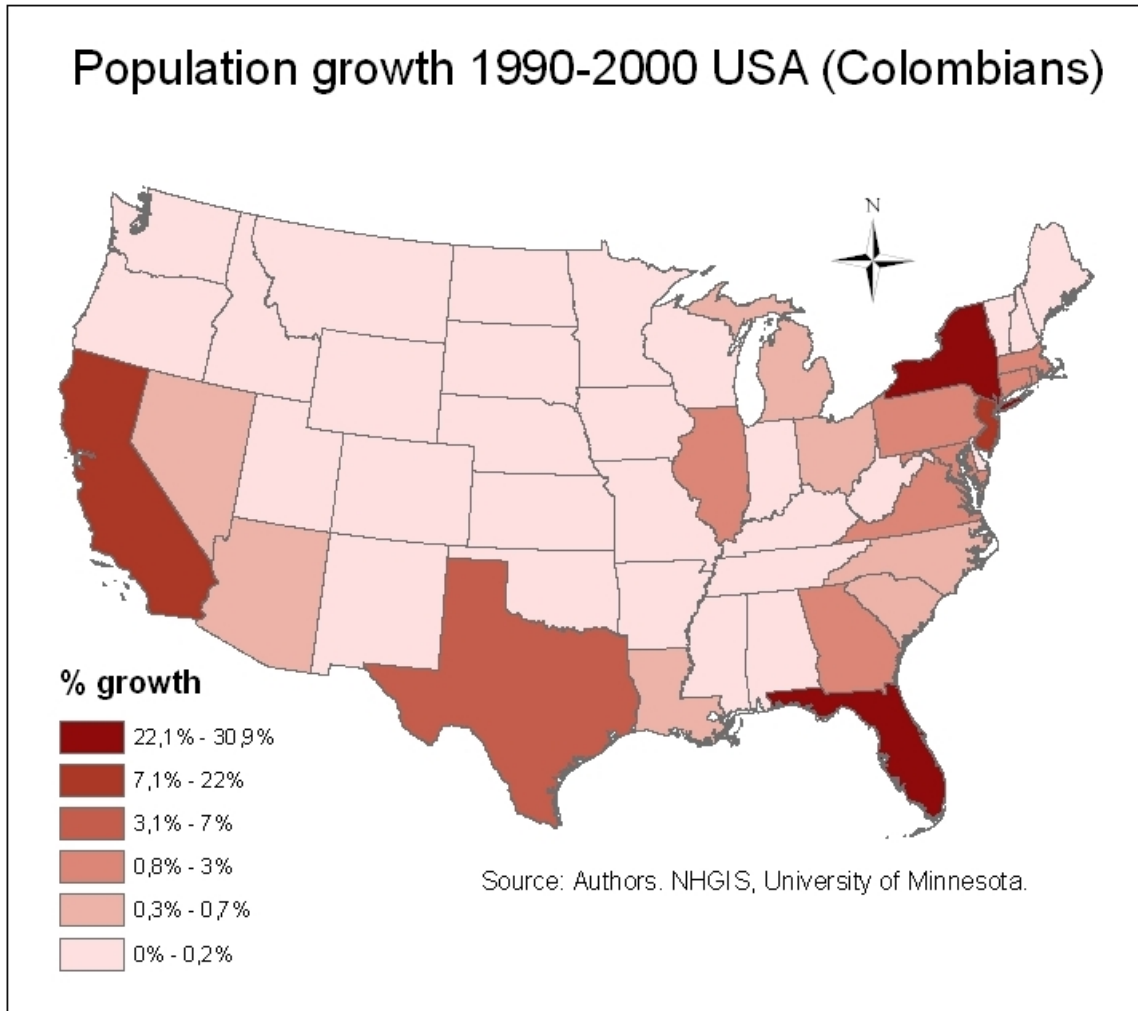 Population growth 1990-2000 USA (Colombians)
N
% growth
22,1% - 30,9%
7,1% - 22%
3,1% - 7%
0,8% - 3%
0,3% - 0,7%
0% - 0,2%
Source: Authors. NHGIS, University of Minnesota.